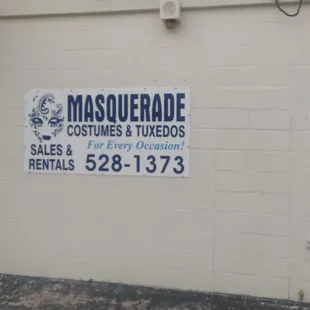 MASQUERADE
COSTUMES & TUXEDOS
For Every Occasion!
SALES &
RENTALS
528-1373